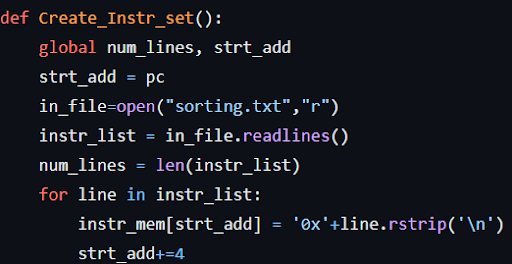 def Create_Instr_set():
    global num_lines, strt_add
    strt_add = pc
    in_file=open("sorting.txt","r")
    instr_list = in_file.readlines()
    num_lines = len(instr_list)
    for line in instr_list:
        instr_mem[strt_add] = '0x'+line.rstrip('\n')
        strt_add+=4